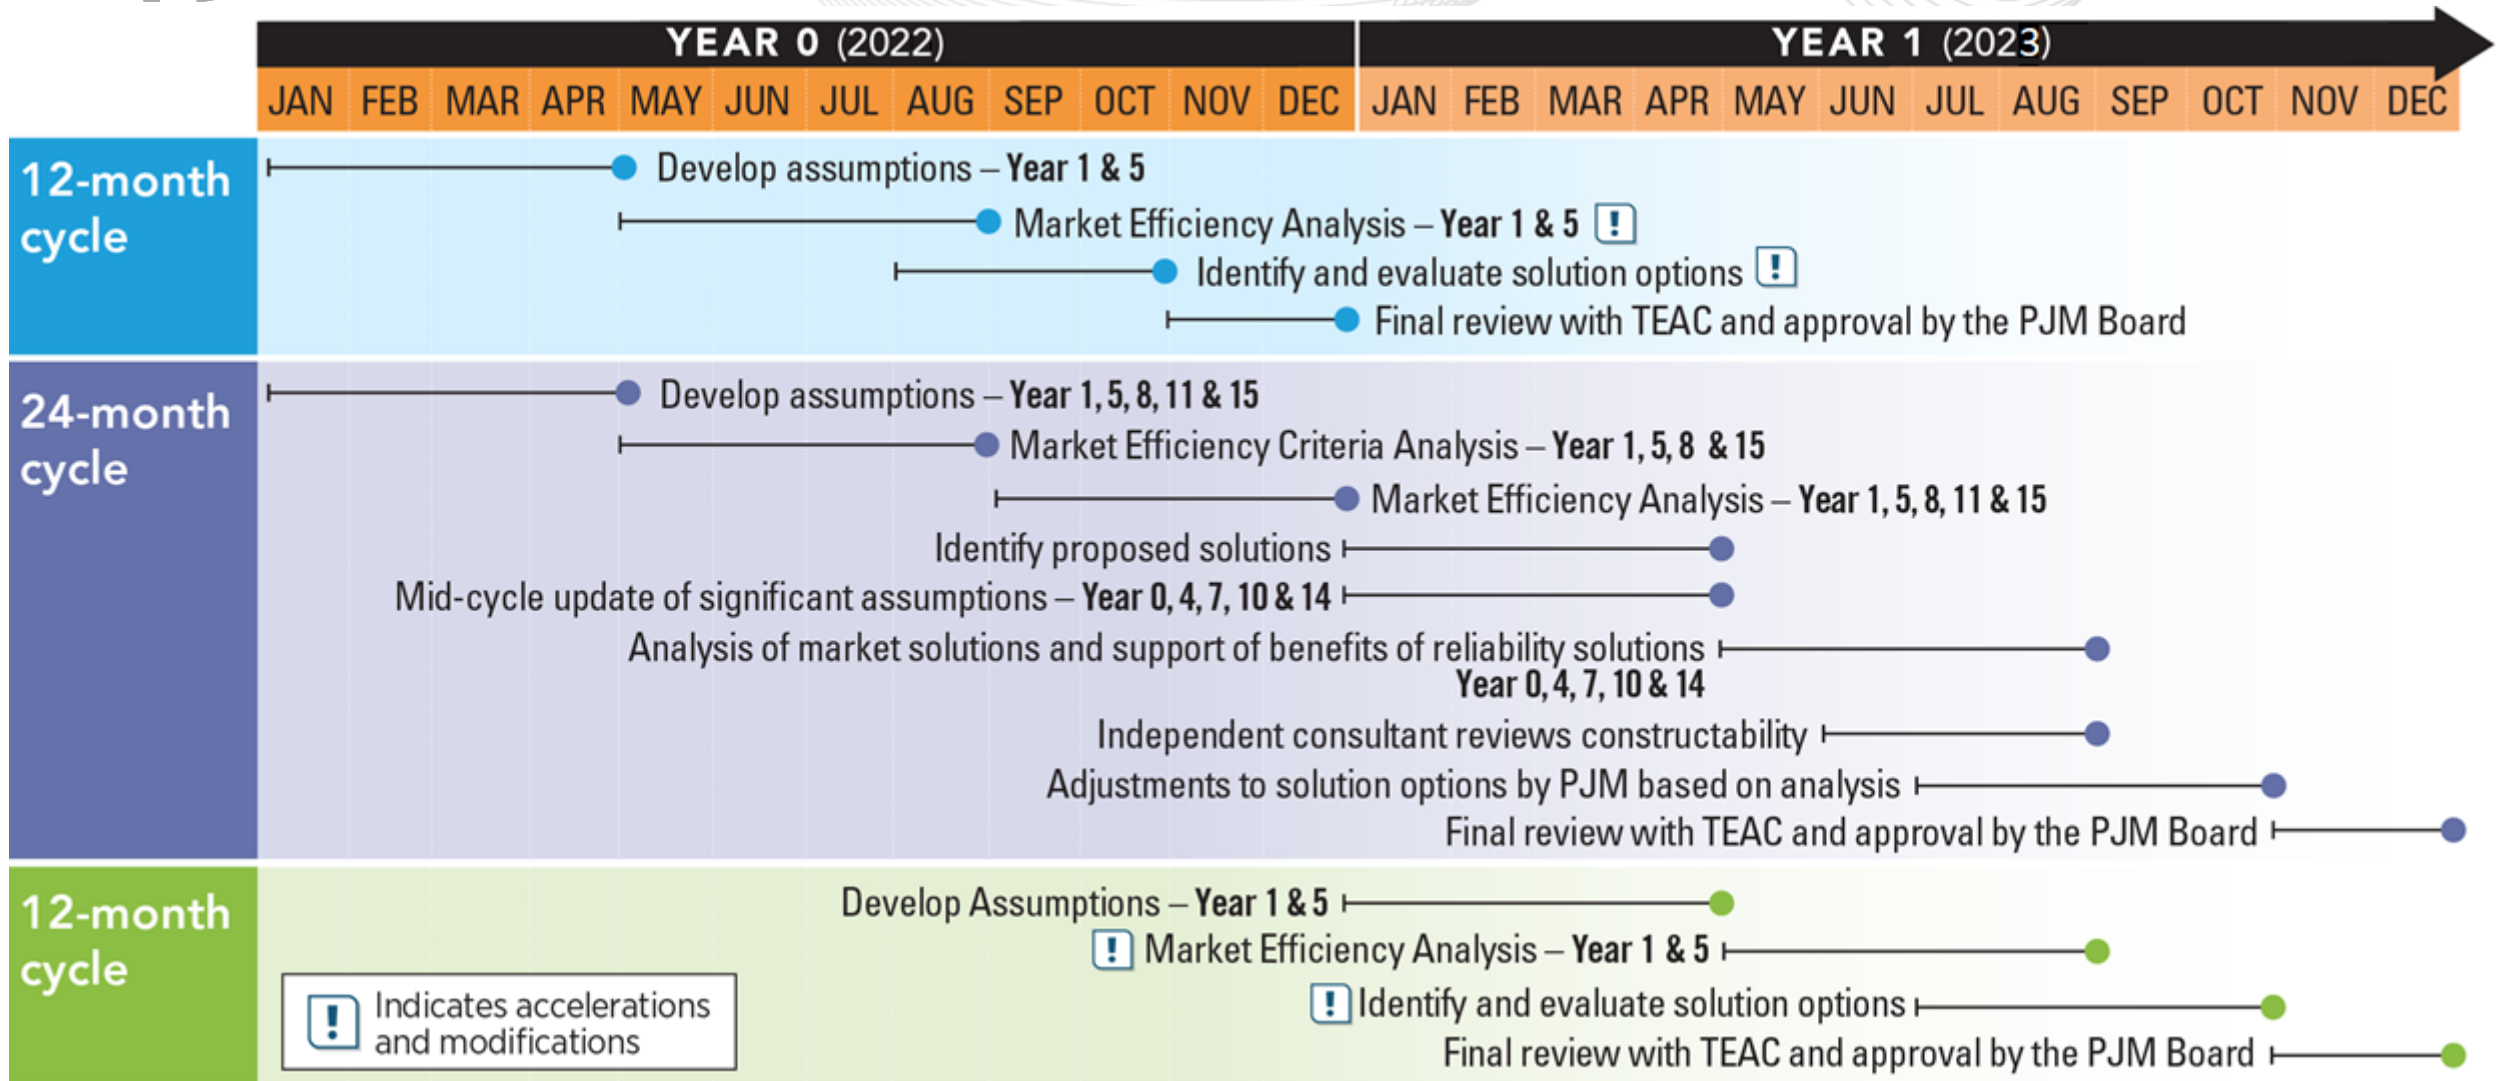 YEAR 0 (2022)
YEAR 1 (2023)
JAN FEB MAR APR MAY JUN JUL AUG SEP OCT NOV DEC JAN FEB MAR APR MAY JUN JUL AUG SEP OCT NOV DEC
12-month
cycle
Develop assumptions – Year 1 & 5
Market Efficiency Analysis – Year 1 & 5 !
Identify and evaluate solution options !
Final review with TEAC and approval by the PJM Board
24-month
cycle
Develop assumptions – Year 1, 5, 8, 11 & 15
Market Efficiency Criteria Analysis – Year 1, 5, 8 & 15
Market Efficiency Analysis – Year 1, 5, 8, 11 & 15
Identify proposed solutions
Mid-cycle update of significant assumptions – Year 0, 4, 7, 10 & 14
Analysis of market solutions and support of benefits of reliability solutions
Year 0, 4, 7, 10 & 14
Independent consultant reviews constructability
Adjustments to solution options by PJM based on analysis
Final review with TEAC and approval by the PJM Board
12-month
cycle
Develop Assumptions – Year 1 & 5
! Market Efficiency Analysis – Year 1 & 5
! Identify and evaluate solution options
Final review with TEAC and approval by the PJM Board
! Indicates accelerations
and modifications